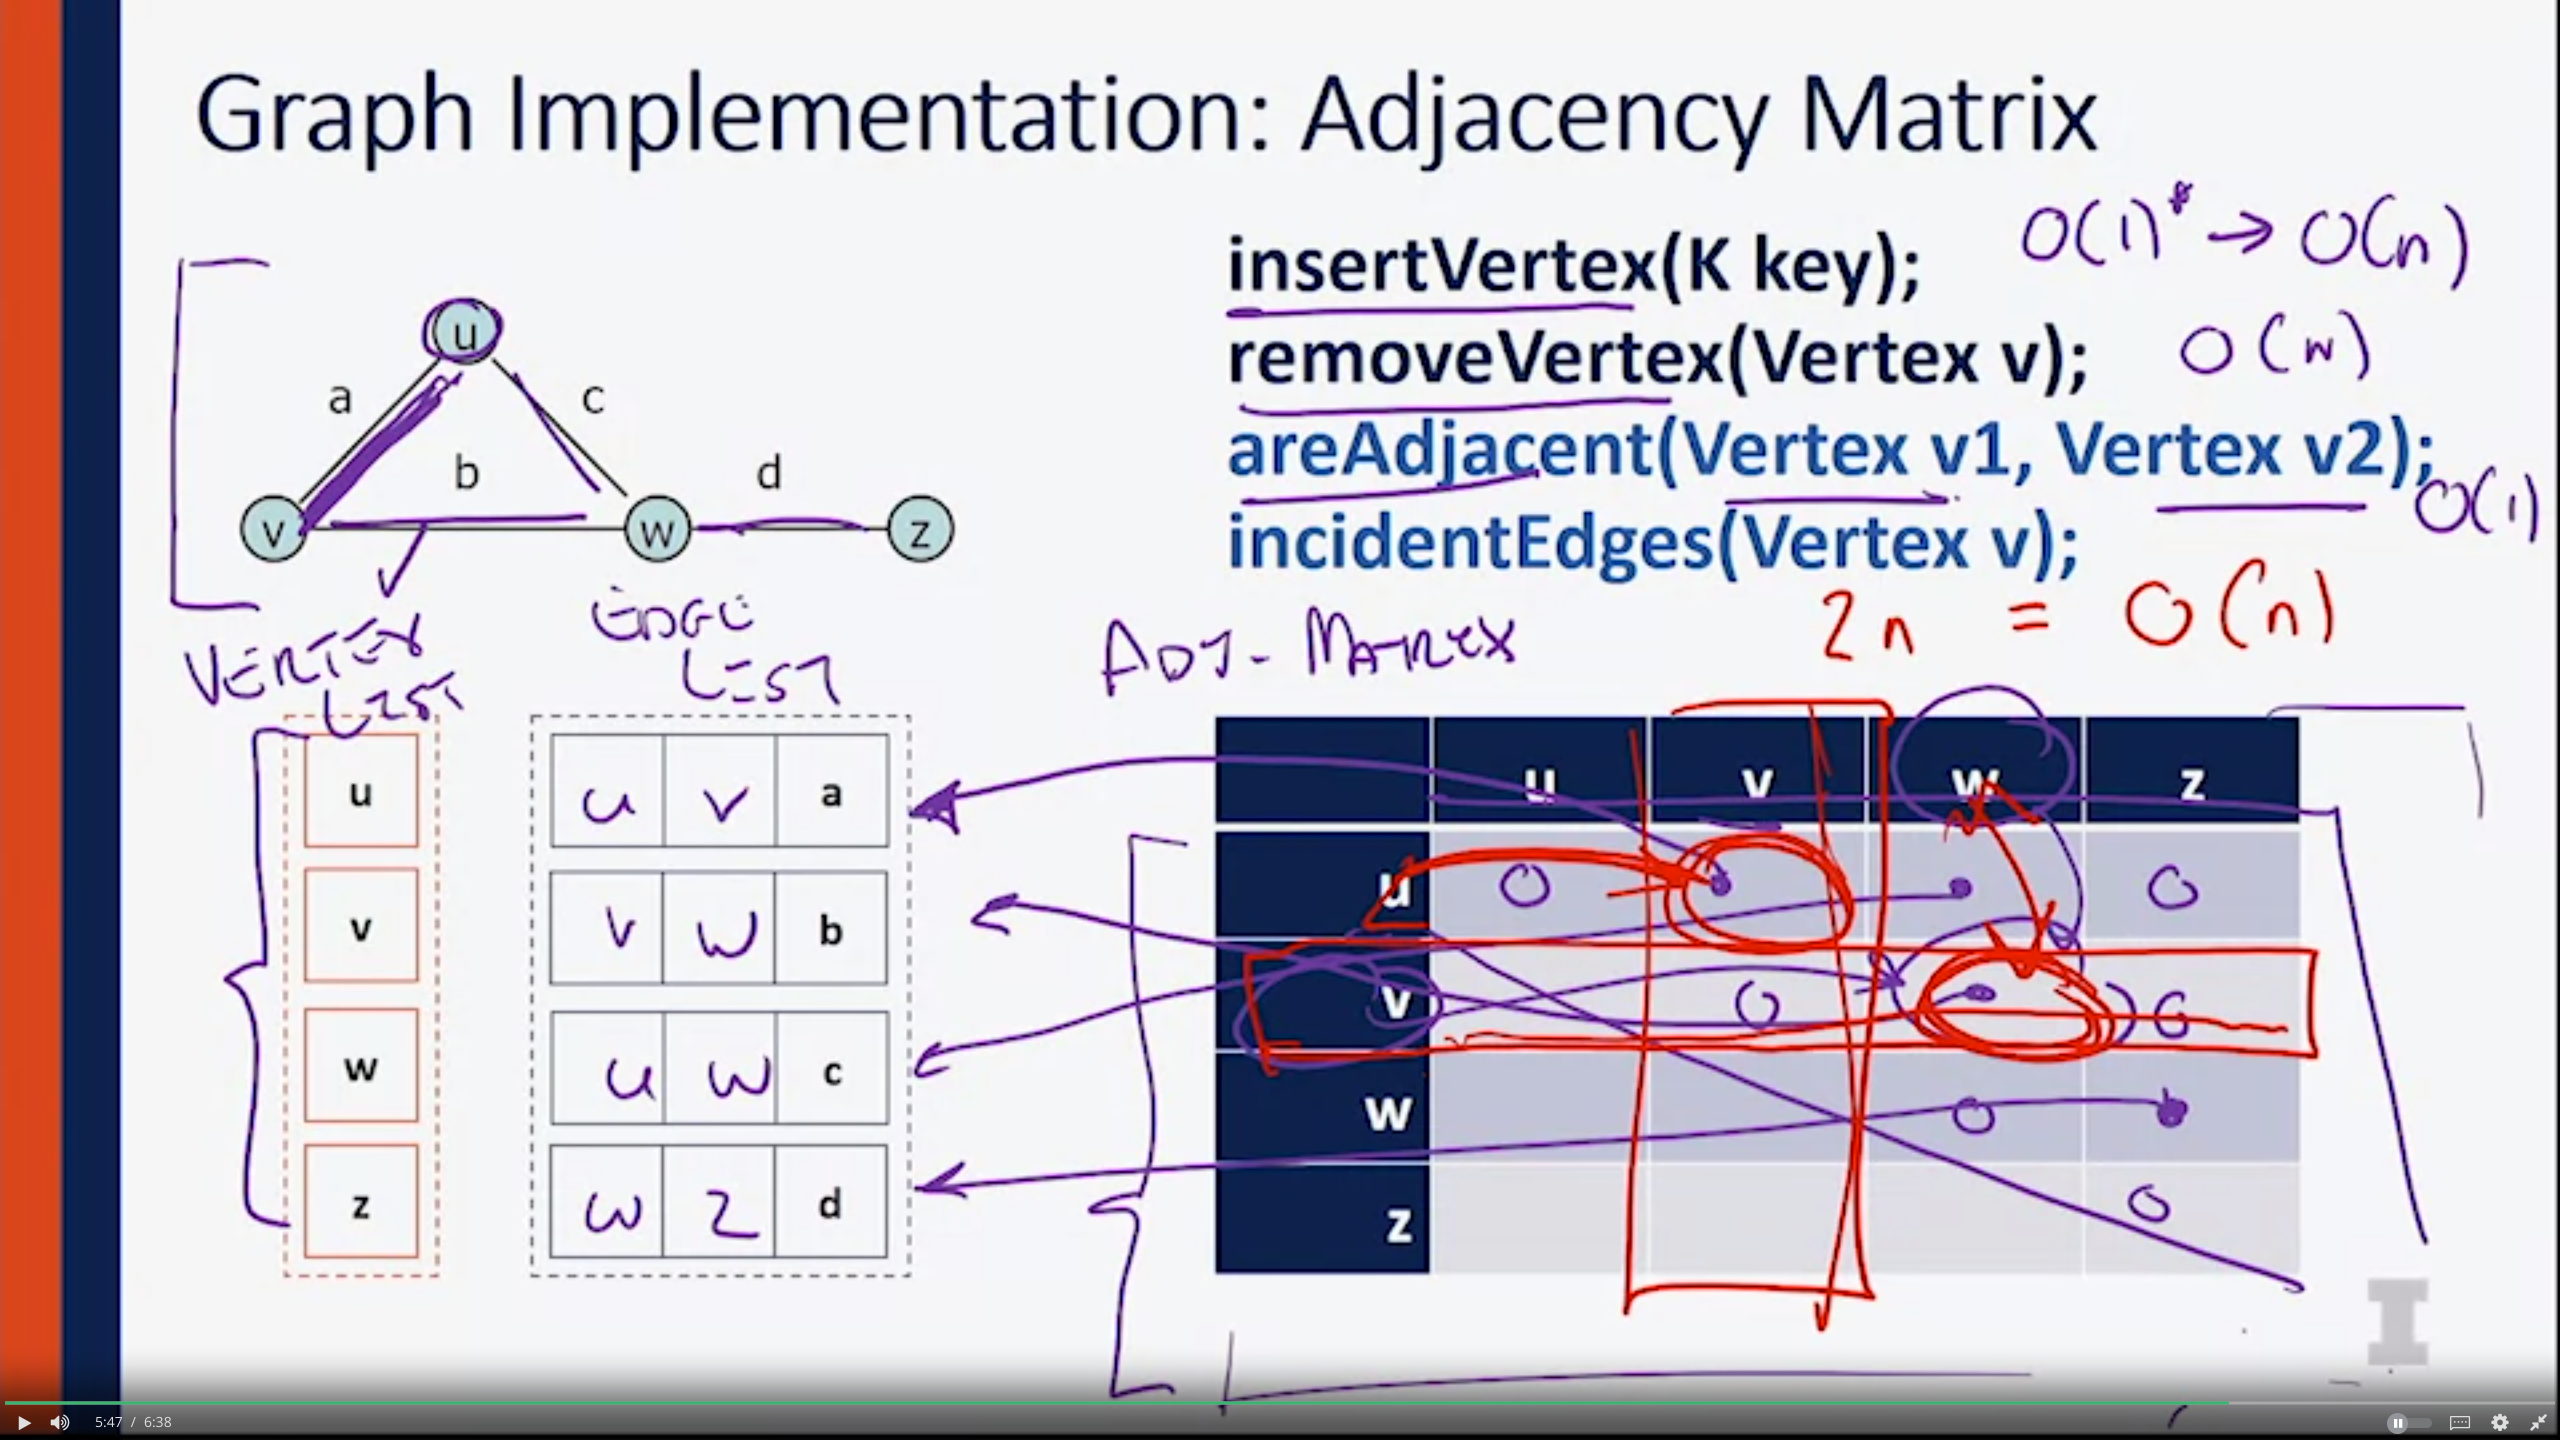 Graph Implementation: Adjacency Matrix
O(1)* → O(n)
insertVertex(K key);
removeVertex(Vertex v); O(n)
areAdjacent(Vertex v1, Vertex v2);
O(1)
incidentEdges(Vertex v);
2n = O(n)
u
a c
b d
v w z
VERTEX
LIST
EDGE
LIST
ADJ-MATRIX
u
v
w
z
u v a
v w b
u w c
w z d
u v w z
u 0 0
v 0 0
w 0
z 0
I
5:47 / 6:38